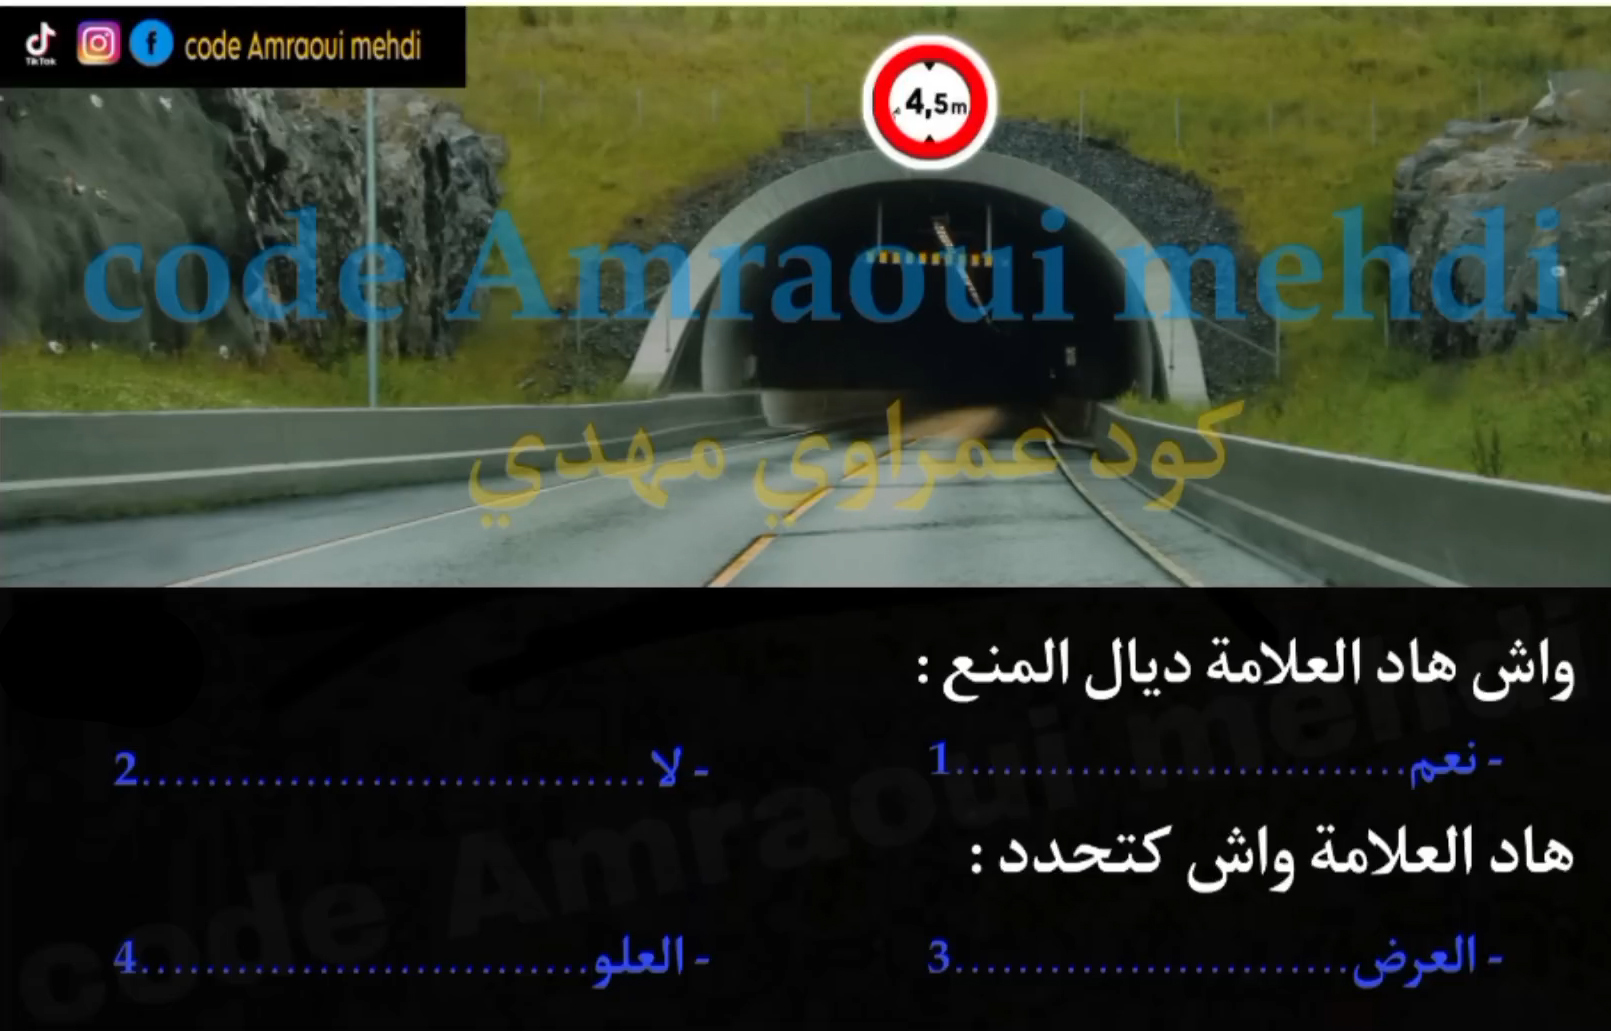 TikTok
code Amraoui mehdi
4,5m
code Amraoui mehdi
كود عمراوي مهدي
واش هاد العلامة ديال المنع :
- نعم............................1
- لا...............................2
هاد العلامة واش كتحدد :
- العرض........................3
- العلو...........................4
code Amraoui mehdi